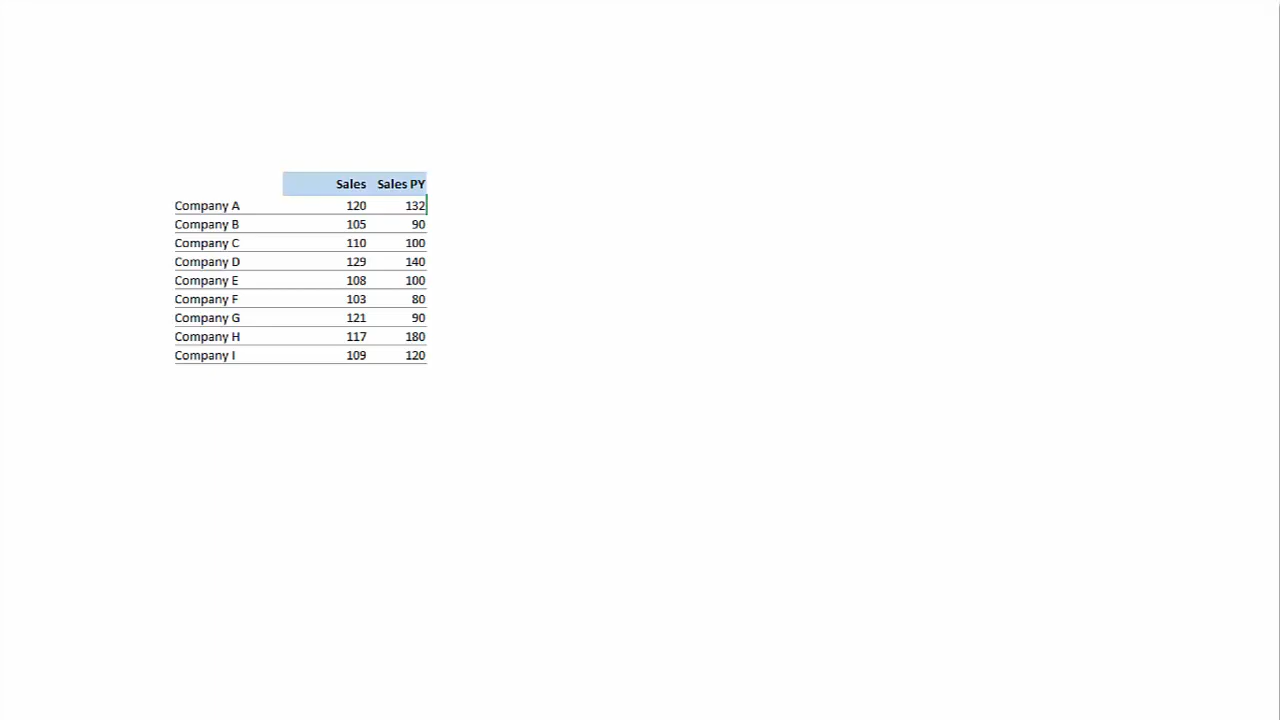 Sales Sales PY
Company A 120 132
Company B 105 90
Company C 110 100
Company D 129 140
Company E 108 100
Company F 103 80
Company G 121 90
Company H 117 180
Company I 109 120